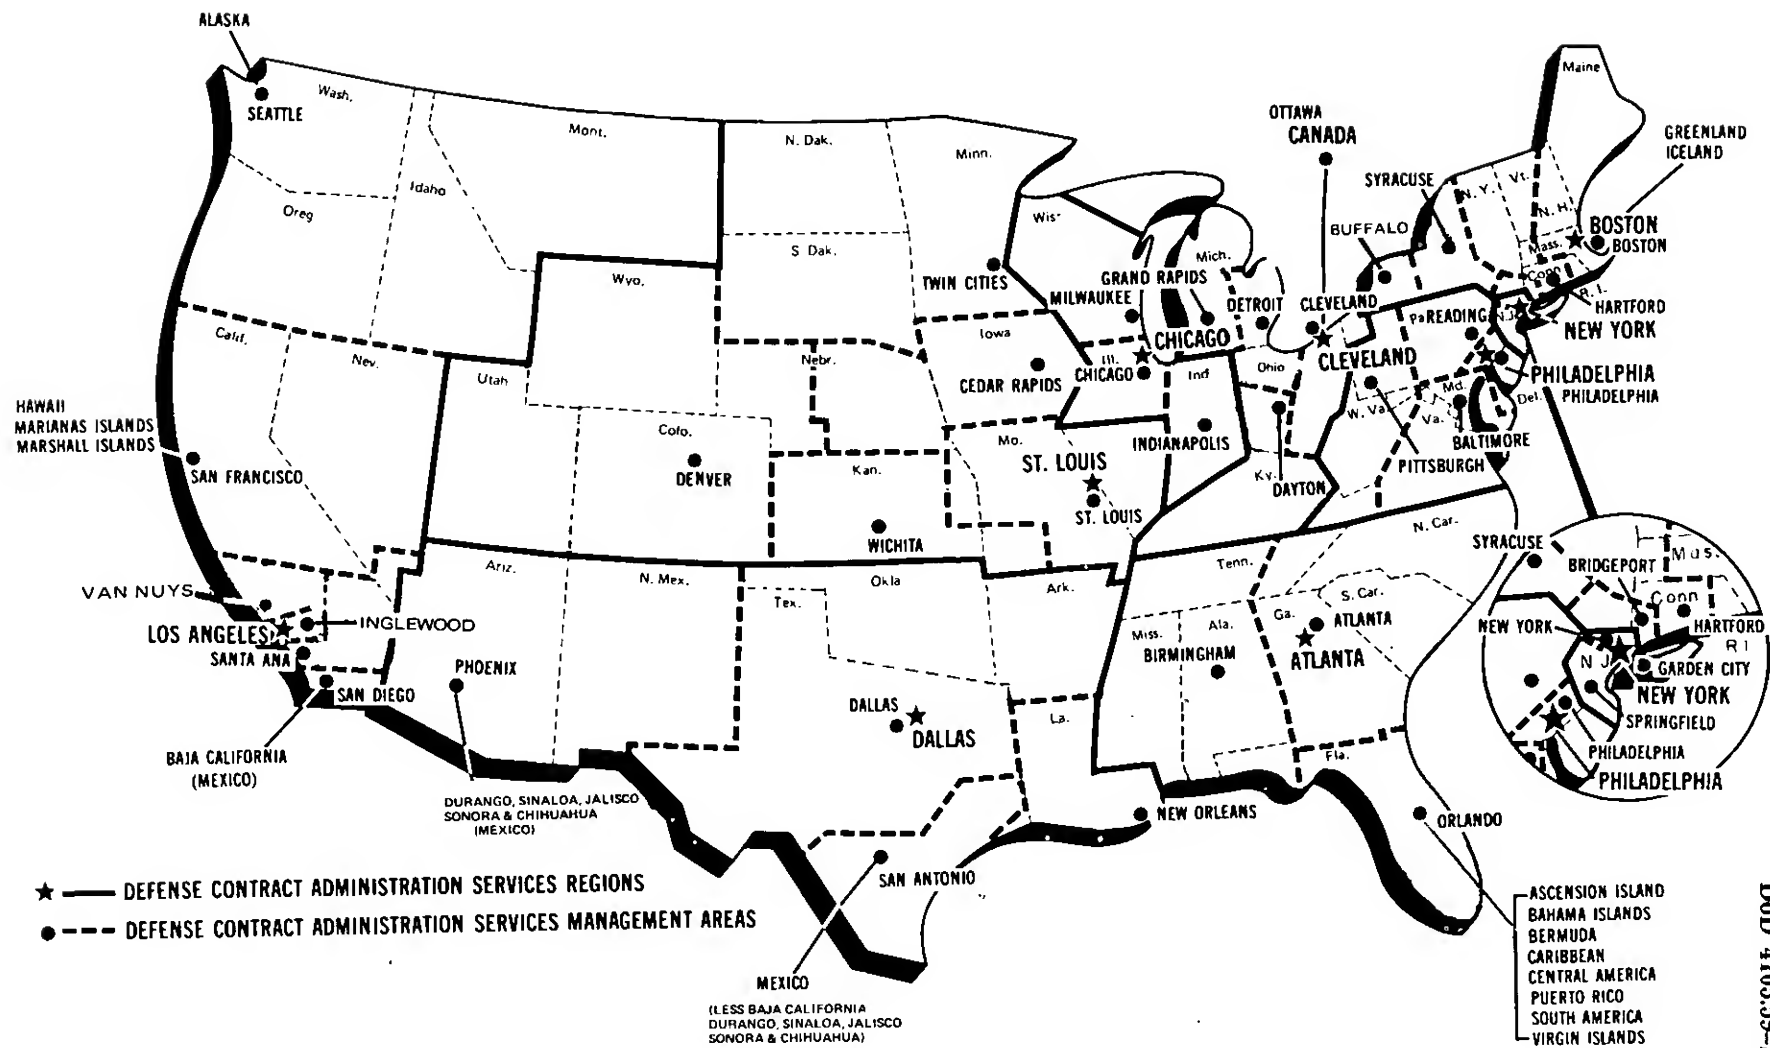 ALASKA
SEATTLE
Wash.
Mont.
N. Dak.
Minn.
Maine
OTTAWA
CANADA
GREENLAND
ICELAND
Idaho
Oreg
SYRACUSE
N.Y.
Vt.
N.H.
BUFFALO
BOSTON
BOSTON
Mass.
Wis.
S Dak.
Wyo.
TWIN CITIES
Mich.
GRAND RAPIDS
MILWAUKEE
DETROIT
CLEVELAND
Conn
R.I.
HARTFORD
Calif.
Nev.
Utah
Nebr.
Iowa
CHICAGO
Ill.
CHICAGO
Ind
Ohio
CLEVELAND
Pa
READING
N.J.
NEW YORK
CEDAR RAPIDS
PHILADELPHIA
PHILADELPHIA
Md.
Del.
W. Va.
Va.
BALTIMORE
HAWAII
MARIANAS ISLANDS
MARSHALL ISLANDS
SAN FRANCISCO
Colo.
DENVER
Kan.
Mo.
ST. LOUIS
ST. LOUIS
INDIANAPOLIS
Ky.
DAYTON
PITTSBURGH
WICHITA
N. Car.
Tenn.
SYRACUSE
BRIDGEPORT
Mas.
Conn
NEW YORK
HARTFORD
R I
N J
GARDEN CITY
NEW YORK
SPRINGFIELD
PHILADELPHIA
PHILADELPHIA
VAN NUYS
LOS ANGELES
INGLEWOOD
SANTA ANA
SAN DIEGO
BAJA CALIFORNIA
(MEXICO)
Ariz.
N. Mex.
PHOENIX
Okla
Tex.
Ark.
S. Car.
Ga.
ATLANTA
ATLANTA
Miss.
Ala.
BIRMINGHAM
DALLAS
DALLAS
La.
Fla.
DURANGO, SINALOA, JALISCO
SONORA & CHIHUAHUA
(MEXICO)
NEW ORLEANS
ORLANDO
SAN ANTONIO
DEFENSE CONTRACT ADMINISTRATION SERVICES REGIONS
DEFENSE CONTRACT ADMINISTRATION SERVICES MANAGEMENT AREAS
MEXICO
(LESS BAJA CALIFORNIA
DURANGO, SINALOA, JALISCO
SONORA & CHIHUAHUA)
ASCENSION ISLAND
BAHAMA ISLANDS
BERMUDA
CARIBBEAN
CENTRAL AMERICA
PUERTO RICO
SOUTH AMERICA
VIRGIN ISLANDS